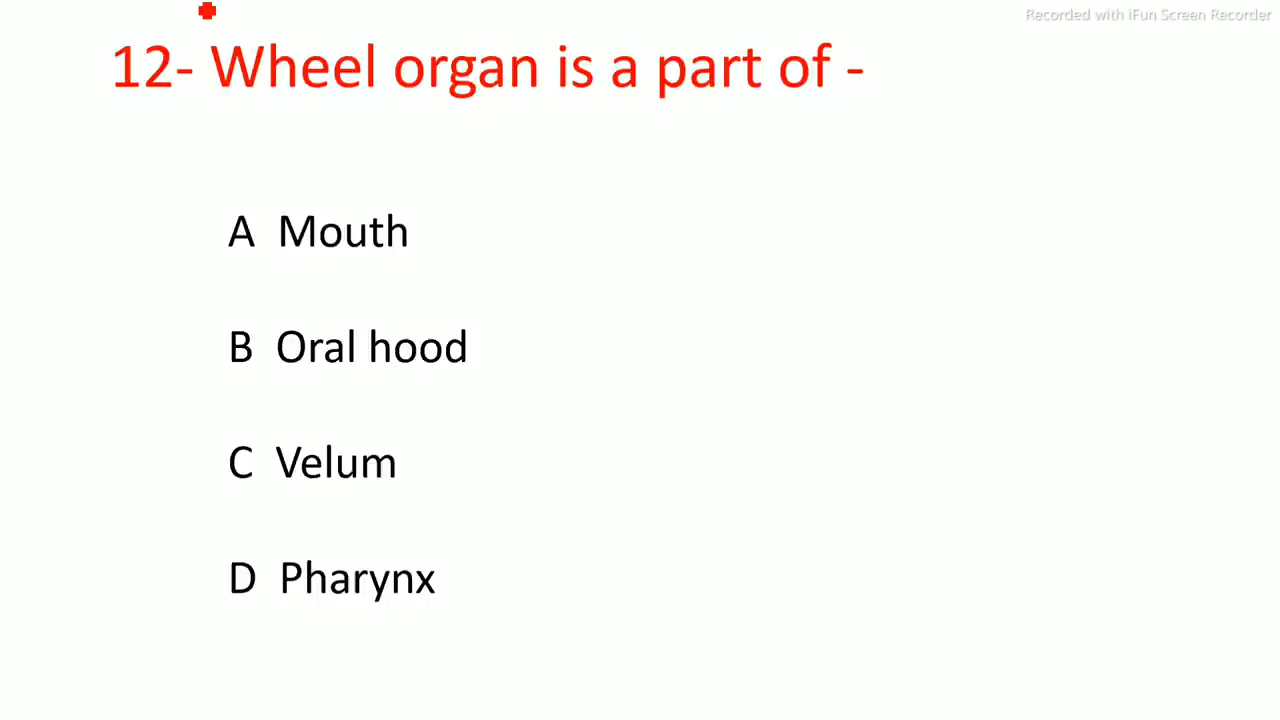 Recorded with iFun Screen Recorder
12- Wheel organ is a part of -
A Mouth
B Oral hood
C Velum
D Pharynx